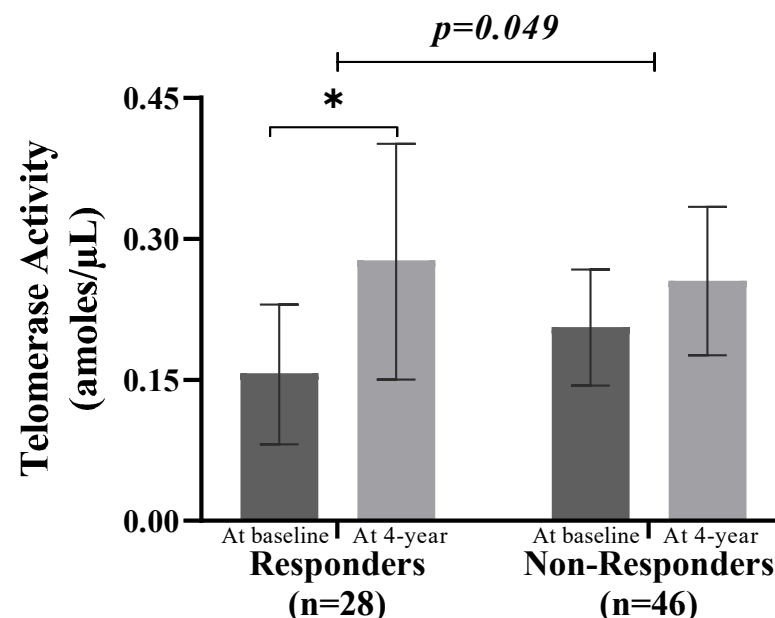 p=0.049
*
Telomerase Activity
(amoles/µL)
0.45
0.30
0.15
0.00
At baseline At 4-year At baseline At 4-year
Responders Non-Responders
(n=28) (n=46)